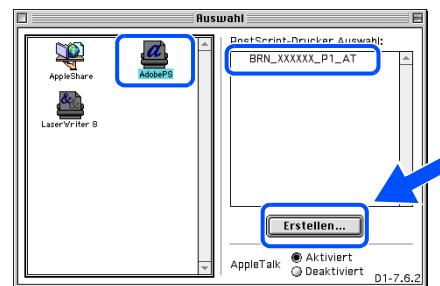 Auswahl
AppleShare
AdobePS
LaserWriter 8
PostScript-Drucker Auswahl:
BRN_XXXXXX_P1_AT
Erstellen...
AppleTalk
Aktiviert
Deaktiviert
D1-7.6.2